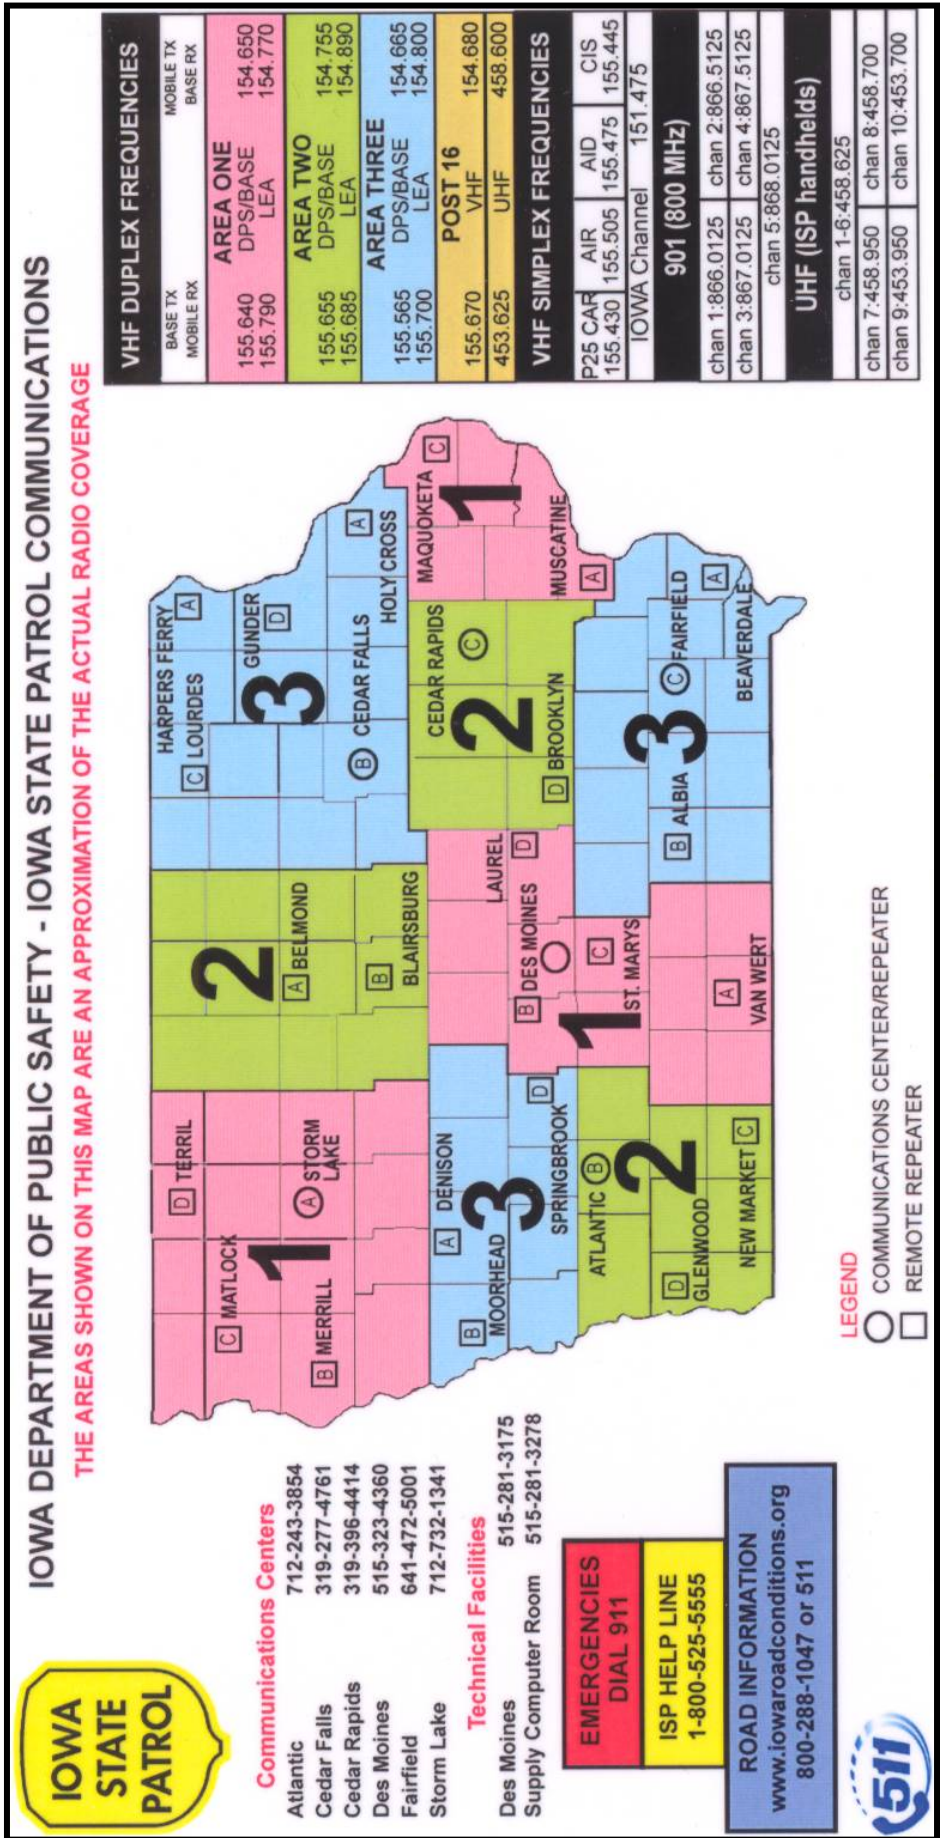 IOWA DEPARTMENT OF PUBLIC SAFETY - IOWA STATE PATROL COMMUNICATIONS
THE AREAS SHOWN ON THIS MAP ARE AN APPROXIMATION OF THE ACTUAL RADIO COVERAGE
IOWA
STATE
PATROL
Communications Centers
Atlantic 712-243-3854
Cedar Falls 319-277-4761
Cedar Rapids 319-396-4414
Des Moines 515-323-4360
Fairfield 641-472-5001
Storm Lake 712-732-1341
Technical Facilities
Des Moines 515-281-3175
Supply Computer Room 515-281-3278
EMERGENCIES
DIAL 911
ISP HELP LINE
1-800-525-5555
ROAD INFORMATION
www.iowaroadconditions.org
800-288-1047 or 511
511
D TERRIL
C MATLOCK
1
A STORM
LAKE
B MERRILL
2
A BELMOND
B
BLAIRSBURG
HARPERS FERRY
A
C LOURDES
GUNDER
D
3
A
B CEDAR FALLS
HOLY CROSS
A DENISON
B
MOORHEAD
3
D
SPRINGBROOK
LAUREL
D
B DES MOINES
C
1
ST. MARYS
A
VAN WERT
CEDAR RAPIDS
C
2
D BROOKLYN
MAQUOKETA
C
1
MUSCATINE
A
ATLANTIC B
2
D
GLENWOOD
NEW MARKET C
3
C FAIRFIELD
A
B ALBIA
BEAVERDALE
LEGEND
COMMUNICATIONS CENTER/REPEATER
REMOTE REPEATER
VHF DUPLEX FREQUENCIES
BASE TX MOBILE TX
MOBILE RX BASE RX
AREA ONE
155.640 DPS/BASE 154.650
155.790 LEA 154.770
AREA TWO
155.655 DPS/BASE 154.755
155.685 LEA 154.890
AREA THREE
155.565 DPS/BASE 154.665
155.700 LEA 154.800
POST 16
155.670 VHF 154.680
453.625 UHF 458.600
VHF SIMPLEX FREQUENCIES
P25 CAR AIR AID CIS
155.430 155.505 155.475 155.445
IOWA Channel 151.475
901 (800 MHz)
chan 1:866.0125 chan 2:866.5125
chan 3:867.0125 chan 4:867.5125
chan 5:868.0125
UHF (ISP handhelds)
chan 1-6:458.625
chan 7:458.950 chan 8:458.700
chan 9:453.950 chan 10:453.700